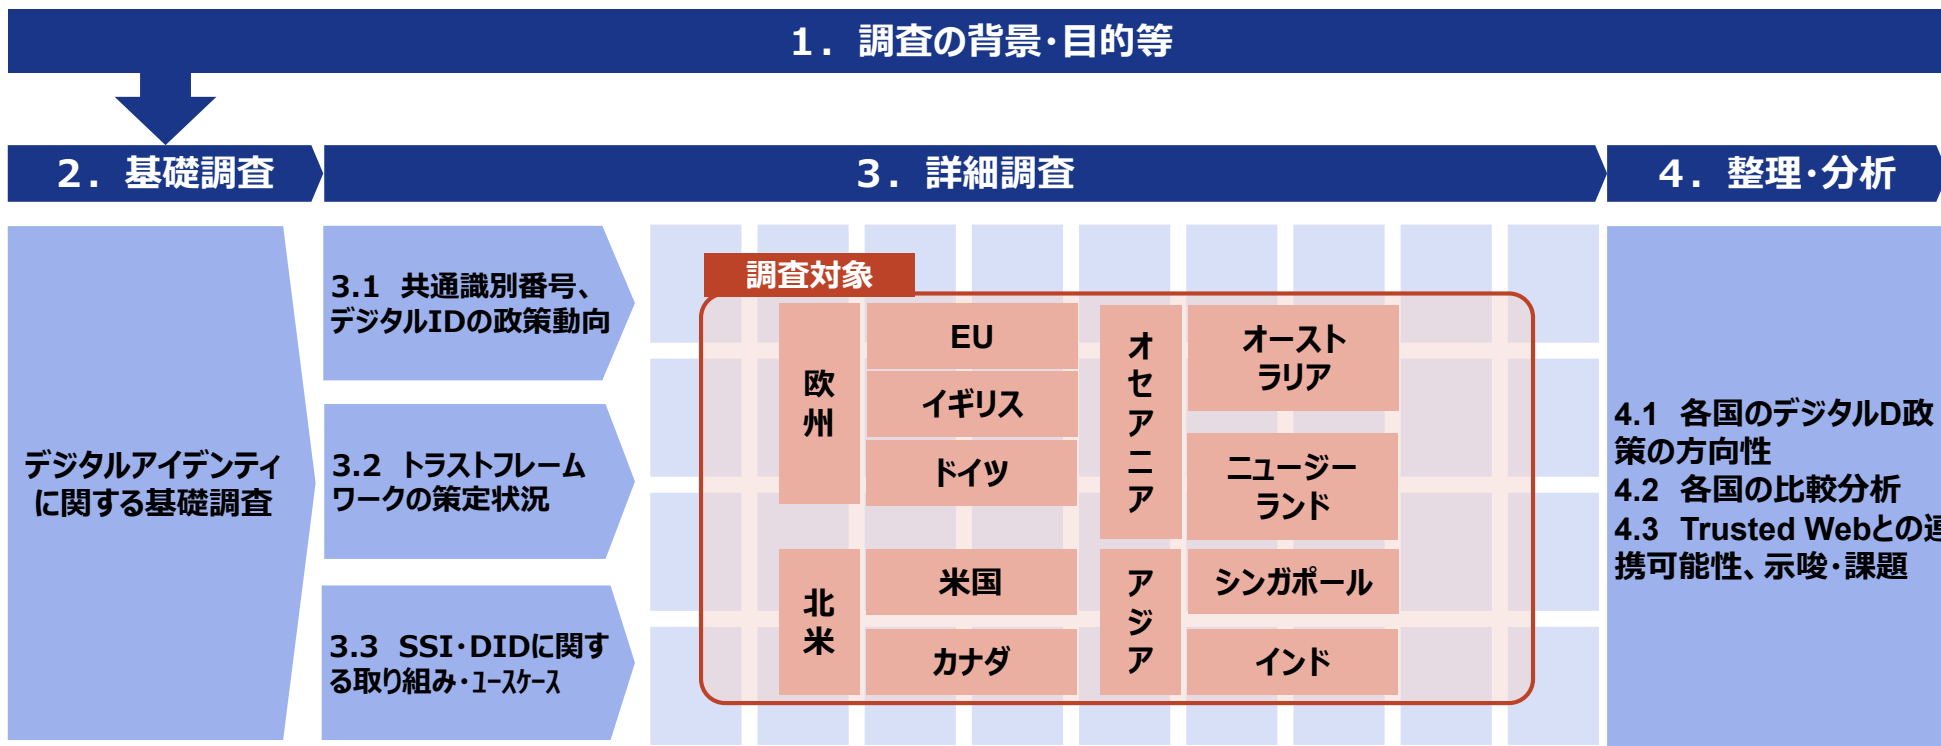 1. 調査の背景・目的等
2. 基礎調査
3. 詳細調査
4. 整理・分析
デジタルアイデンティ
に関する基礎調査
3.1 共通識別番号、
デジタルIDの政策動向
3.2 トラストフレーム
ワークの策定状況
3.3 SSI・DIDに関す
る取り組み・ﾕｰｽｹｰｽ
調査対象
欧州
EU
イギリス
ドイツ
北米
米国
カナダ
オセアニア
オースト
ラリア
ニュージー
ランド
アジア
シンガポール
インド
4.1 各国のデジタルD政
策の方向性
4.2 各国の比較分析
4.3 Trusted Webとの連
携可能性、示唆・課題